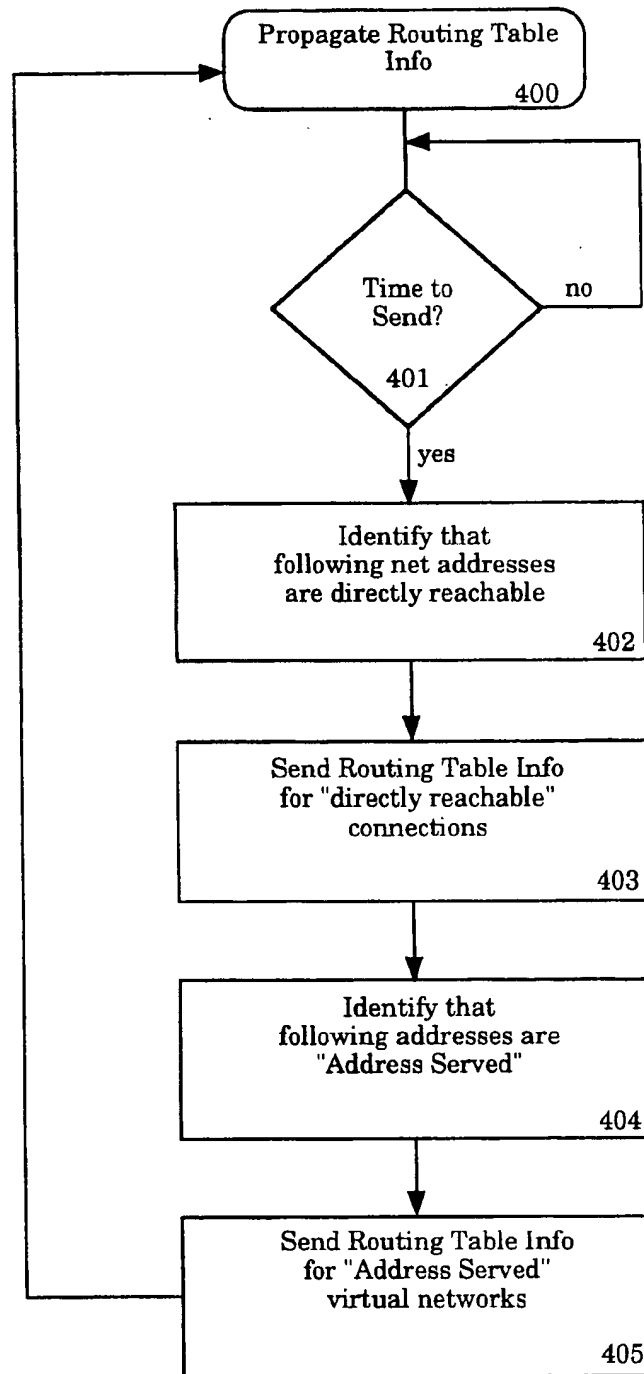 Propagate Routing Table
Info
400
Time to
Send?
401
no
yes
Identify that
following net addresses
are directly reachable
402
Send Routing Table Info
for "directly reachable"
connections
403
Identify that
following addresses are
"Address Served"
404
Send Routing Table Info
for "Address Served"
virtual networks
405